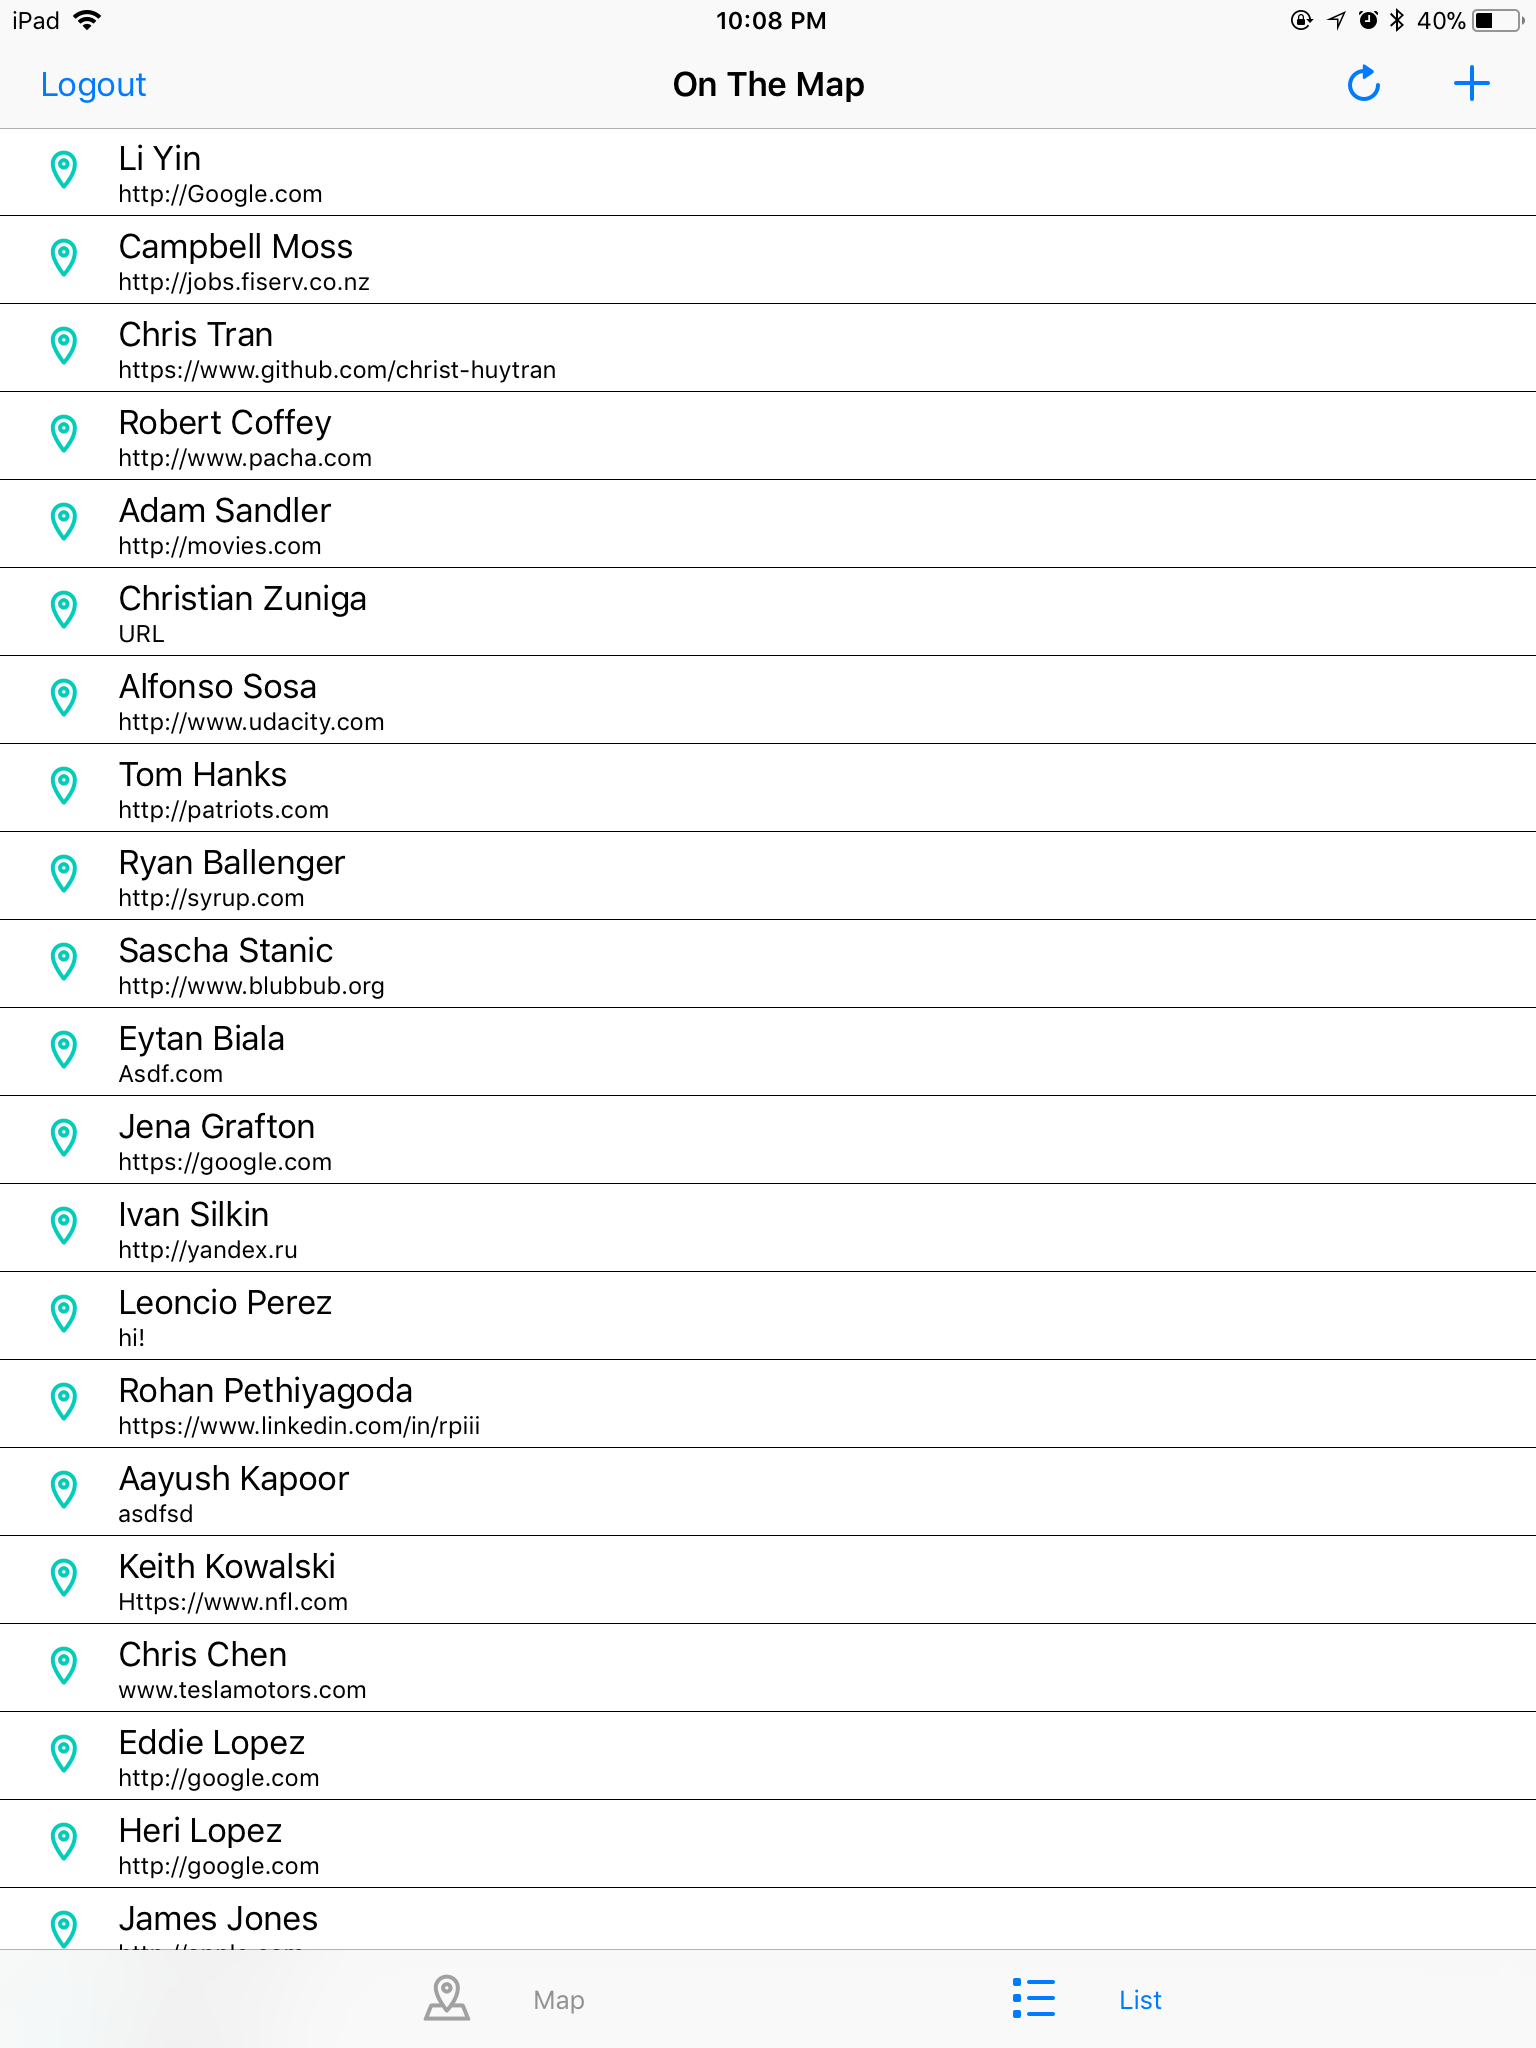 iPad 10:08 PM 40%
Logout On The Map
Li Yin
http://Google.com
Campbell Moss
http://jobs.fiserv.co.nz
Chris Tran
https://www.github.com/christ-huytran
Robert Coffey
http://www.pacha.com
Adam Sandler
http://movies.com
Christian Zuniga
URL
Alfonso Sosa
http://www.udacity.com
Tom Hanks
http://patriots.com
Ryan Ballenger
http://syrup.com
Sascha Stanic
http://www.blubbub.org
Eytan Biala
Asdf.com
Jena Grafton
https://google.com
Ivan Silkin
http://yandex.ru
Leoncio Perez
hi!
Rohan Pethiyagoda
https://www.linkedin.com/in/rpiii
Aayush Kapoor
asdfsd
Keith Kowalski
Https://www.nfl.com
Chris Chen
www.teslamotors.com
Eddie Lopez
http://google.com
Heri Lopez
http://google.com
James Jones
Map List